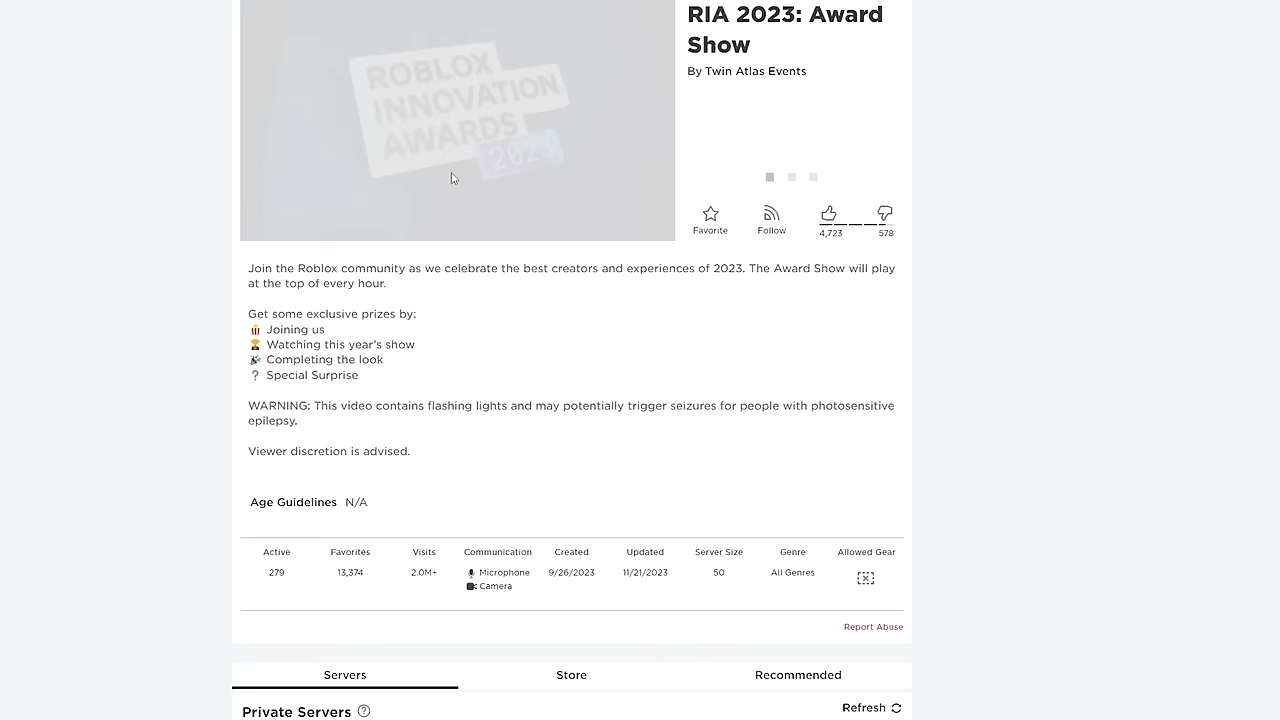 ROBLOX
INNOVATION
AWARDS
2023
RIA 2023: Award
Show
By Twin Atlas Events
Favorite
Follow
4,723
578
Join the Roblox community as we celebrate the best creators and experiences of 2023. The Award Show will play
at the top of every hour.
Get some exclusive prizes by:
🍿 Joining us
🏆 Watching this year's show
🎉 Completing the look
❔ Special Surprise
WARNING: This video contains flashing lights and may potentially trigger seizures for people with photosensitive
epilepsy.
Viewer discretion is advised.
Age Guidelines N/A
Active Favorites Visits Communication Created Updated Server Size Genre Allowed Gear
279 13,374 2.0M+ Microphone 9/26/2023 11/21/2023 50 All Genres
Camera
Report Abuse
Servers Store Recommended
Private Servers ?
Refresh